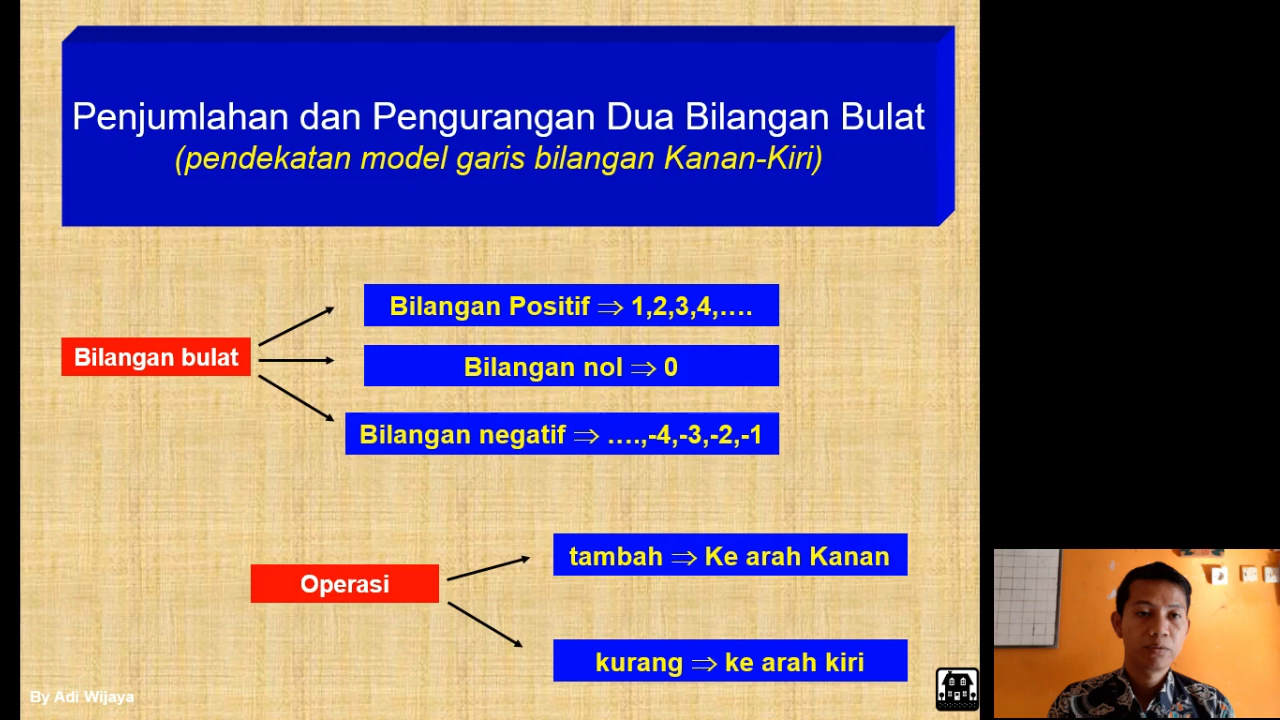 Penjumlahan dan Pengurangan Dua Bilangan Bulat
(pendekatan model garis bilangan Kanan-Kiri)
Bilangan bulat
Bilangan Positif ⇒ 1,2,3,4,....
Bilangan nol ⇒ 0
Bilangan negatif ⇒ ....,-4,-3,-2,-1
Operasi
tambah ⇒ Ke arah Kanan
kurang ⇒ ke arah kiri
By Adi Wijaya